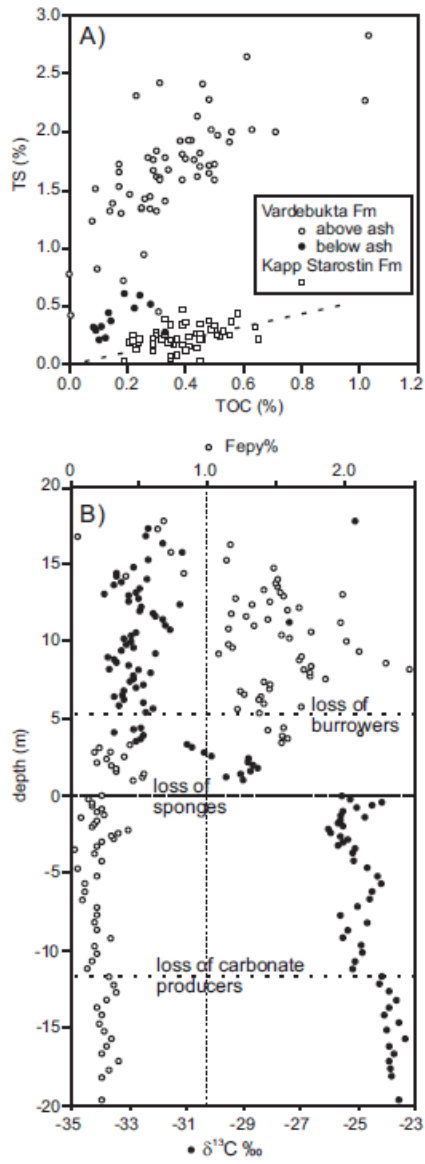 A)
3.0
2.5
2.0
1.5
1.0
0.5
0.0
TS (%)
Vardebukta Fm
above ash
below ash
Kapp Starostin Fm
0.0 0.2 0.4 0.6 0.8 1.0 1.2
TOC (%)
Fepy%
0 1.0 2.0
B)
20
15
10
5
0
-5
-10
-15
-20
depth (m)
loss of
burrowers
loss of
sponges
loss of carbonate
producers
-35 -33 -31 -29 -27 -25 -23
δ¹³C ‰